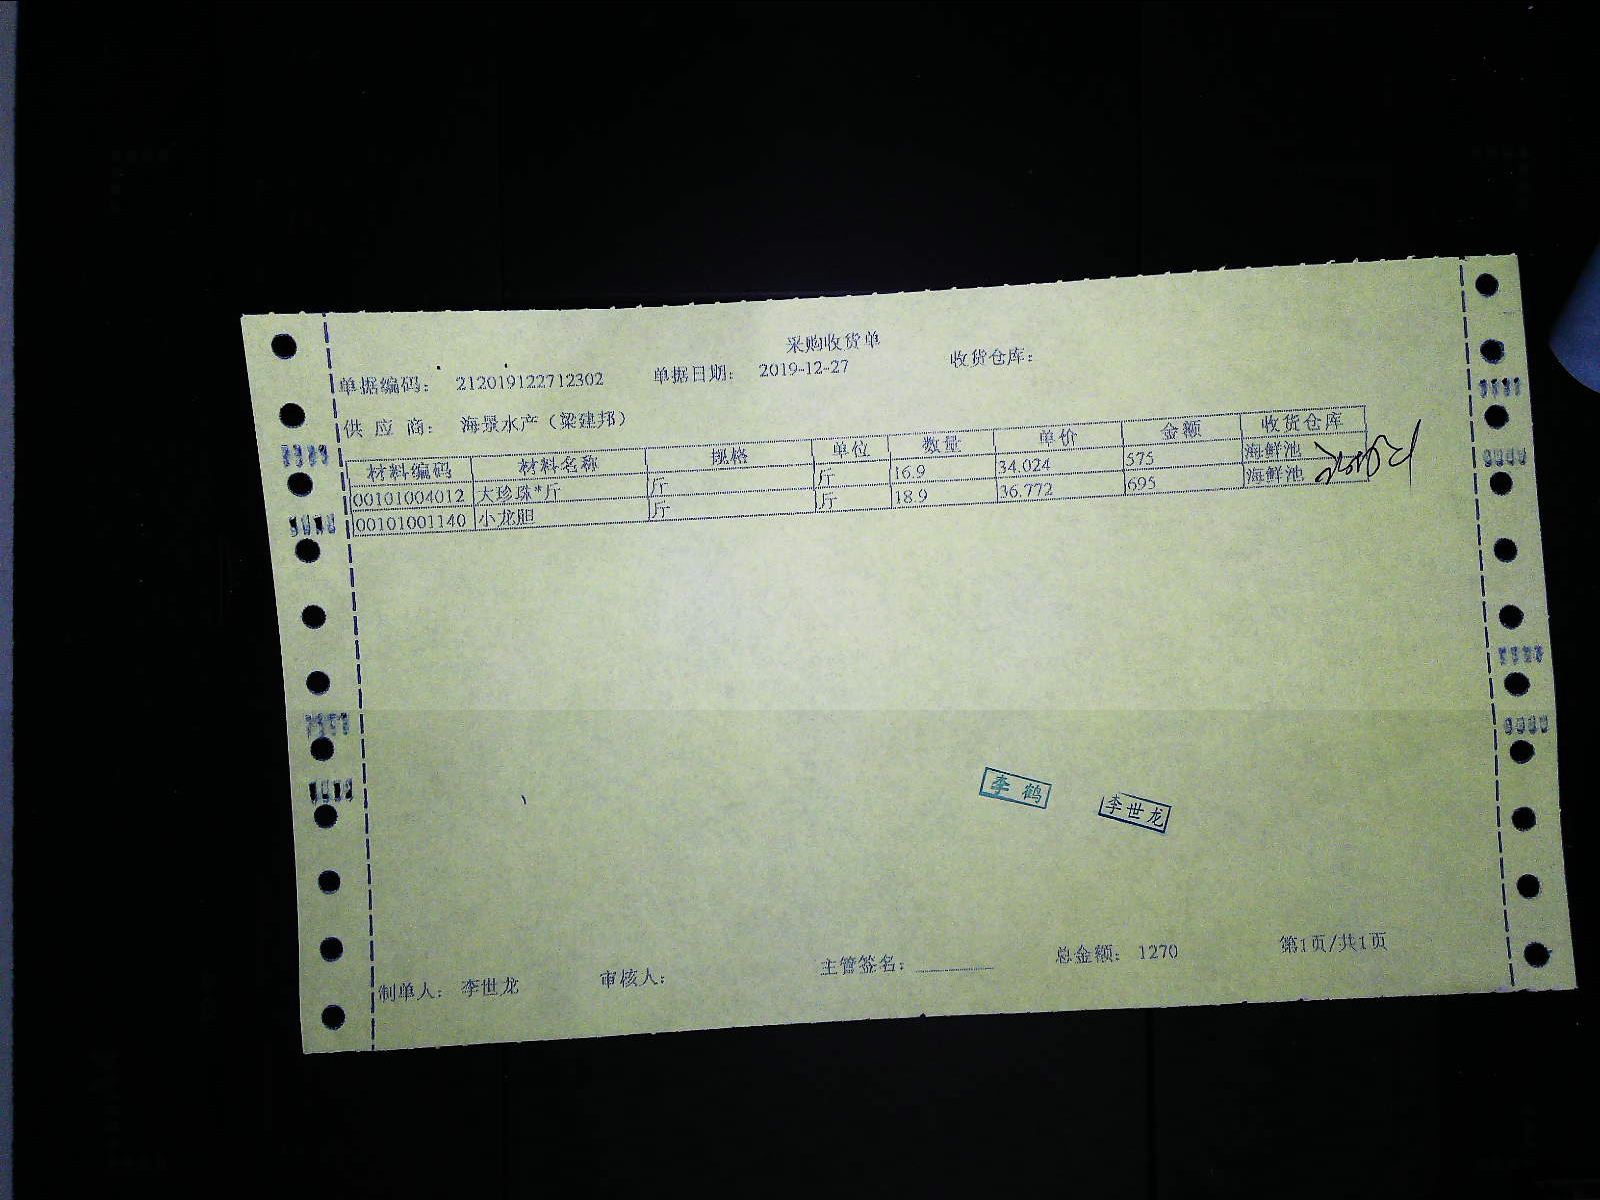 采购收货单
单据编码: 212019122712302 单据日期: 2019-12-27 收货仓库:
供 应 商: 海景水产（梁建邦）
材料编码 材料名称 规格 单位 数量 单价 金额 收货仓库
00101004012 大珍珠*斤 斤 斤 16.9 34.024 575 海鲜池
00101001140 小龙胆 斤 斤 18.9 36.772 695 海鲜池
李 鹤
李世龙
制单人: 李世龙 审核人: 主管签名: 总金额: 1270 第1页/共1页